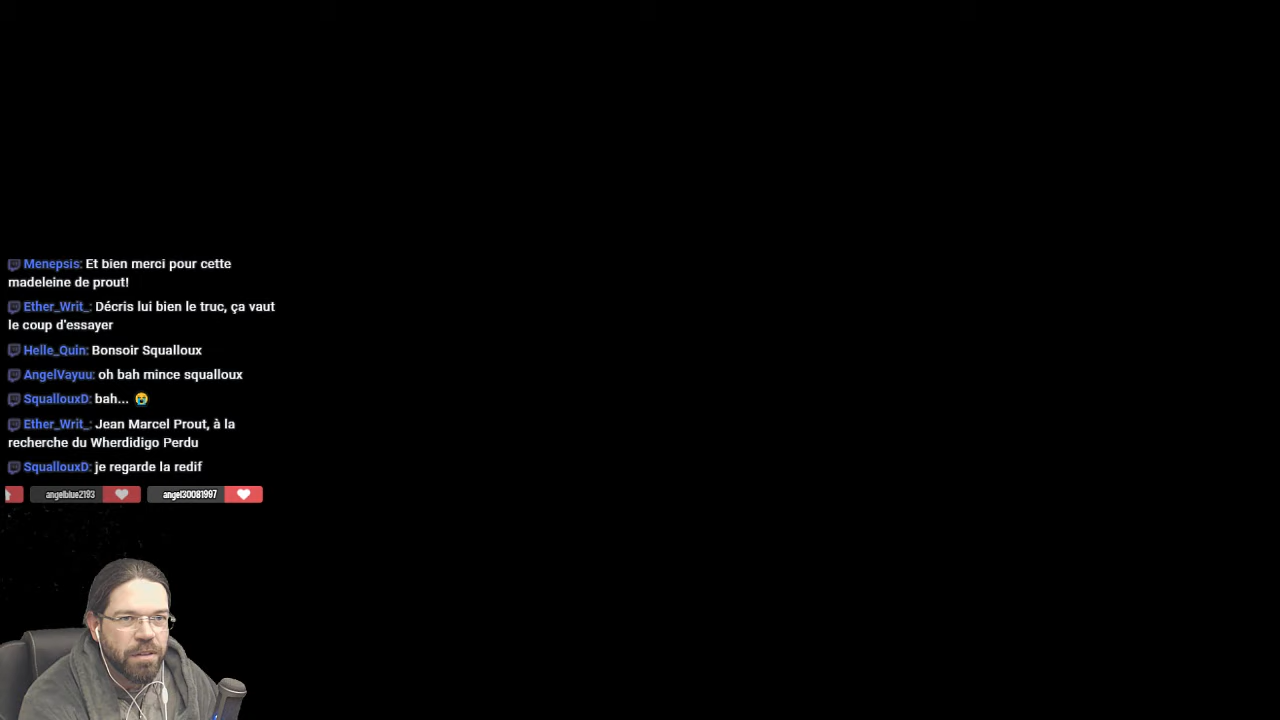 Menepsis: Et bien merci pour cette
madeleine de prout!
Ether_Writ_: Décris lui bien le truc, ça vaut
le coup d'essayer
Helle_Quin: Bonsoir Squalloux
AngelVayuu: oh bah mince squalloux
SquallouxD: bah... 😭
Ether_Writ_: Jean Marcel Prout, à la
recherche du Wherdidigo Perdu
SquallouxD: je regarde la redif
angelblue2193 angel30081997